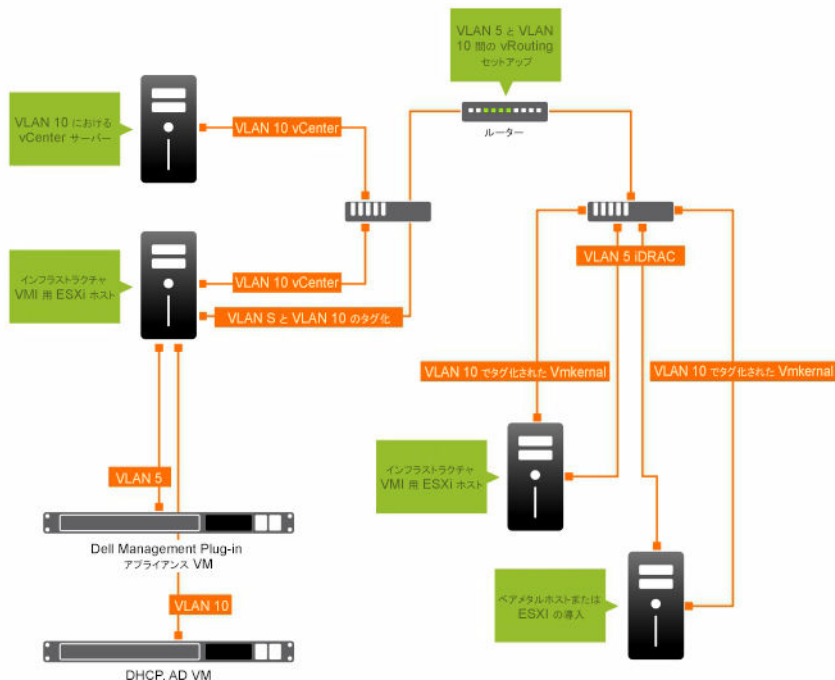 VLAN 5 と VLAN
10 間の vRouting
セットアップ
ルーター
VLAN 10 における
vCenter サーバー
VLAN 10 vCenter
インフラストラクチャ
VMI 用 ESXi ホスト
VLAN 10 vCenter
VLAN S と VLAN 10 のタグ化
VLAN 5 iDRAC
VLAN 10 でタグ化された Vmkernal
VLAN 10 でタグ化された Vmkernal
インフラストラクチャ
VMI 用 ESXi ホスト
VLAN 5
Dell Management Plug-in
アプライアンス VM
VLAN 10
ベアメタルホストまたは
ESXI の導入
DHCP, AD VM